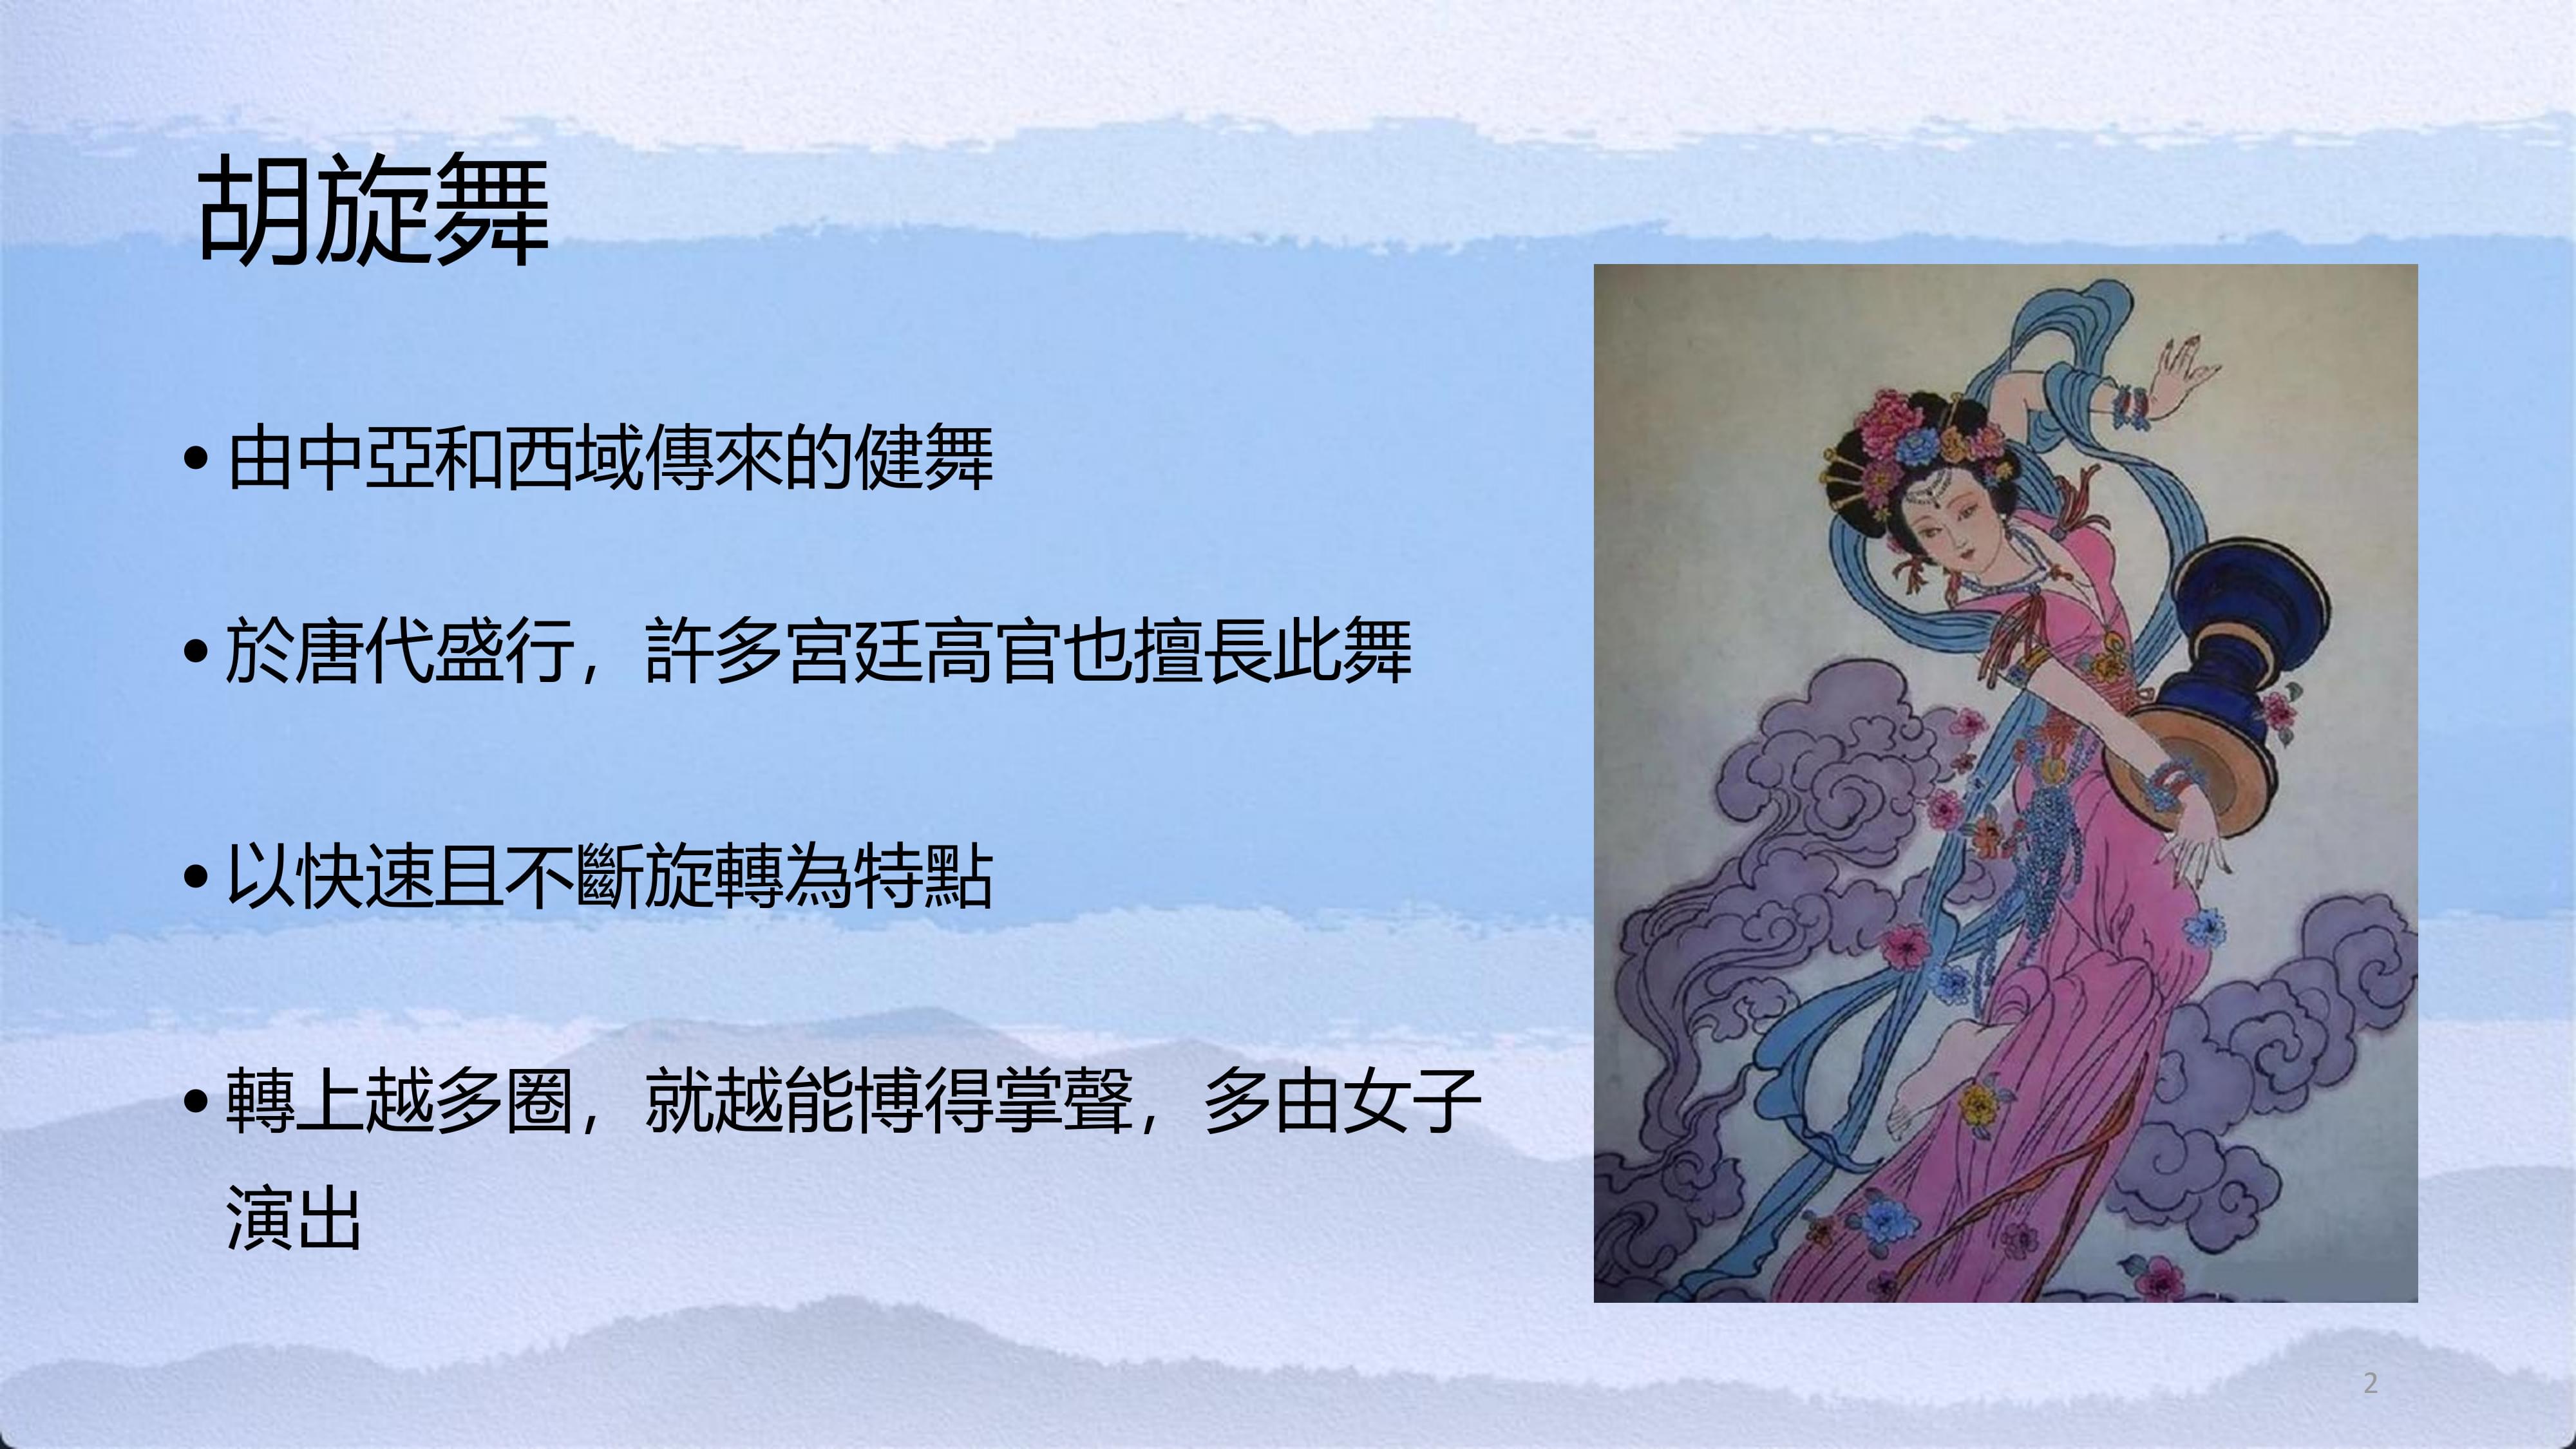 胡旋舞
• 由中亞和西域傳來的健舞
• 於唐代盛行，許多宮廷高官也擅長此舞
• 以快速且不斷旋轉為特點
• 轉上越多圈，就越能博得掌聲，多由女子
演出
2